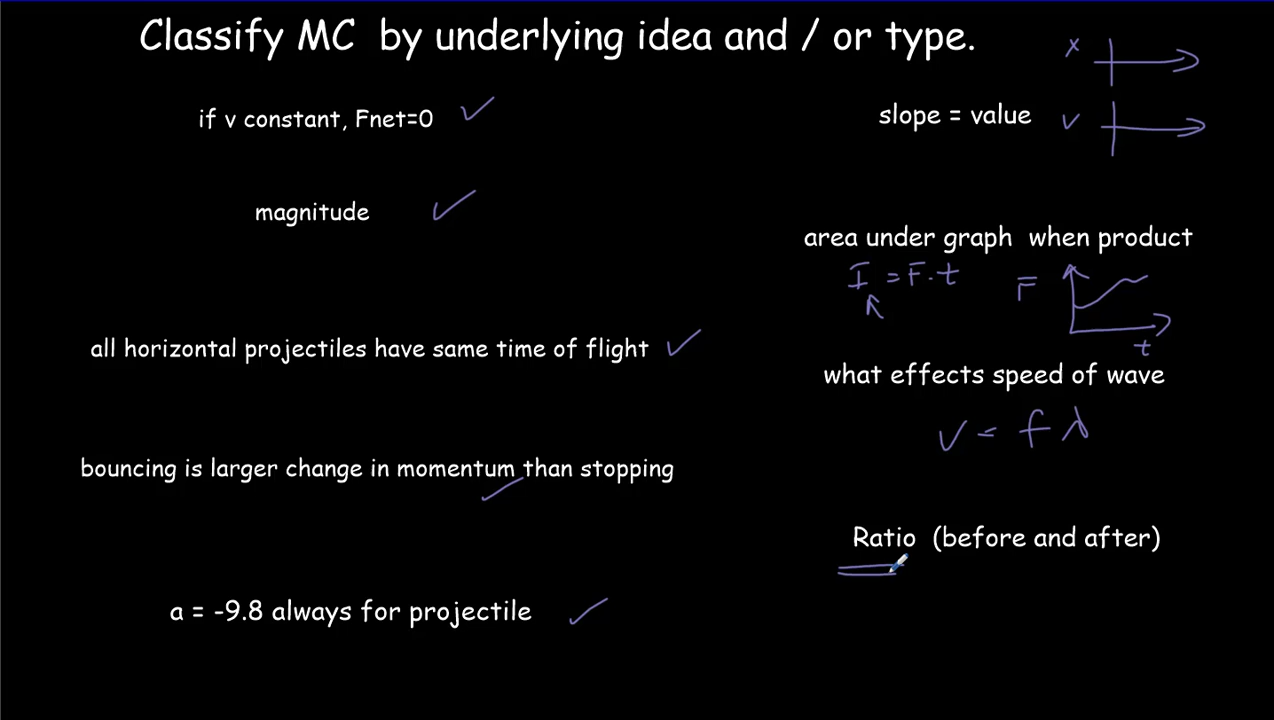 Classify MC by underlying idea and / or type.
if v constant, Fnet=0
magnitude
all horizontal projectiles have same time of flight
bouncing is larger change in momentum than stopping
a = -9.8 always for projectile
x
slope = value
v
area under graph when product
I = F·t
F
t
what effects speed of wave
v = f λ
Ratio (before and after)